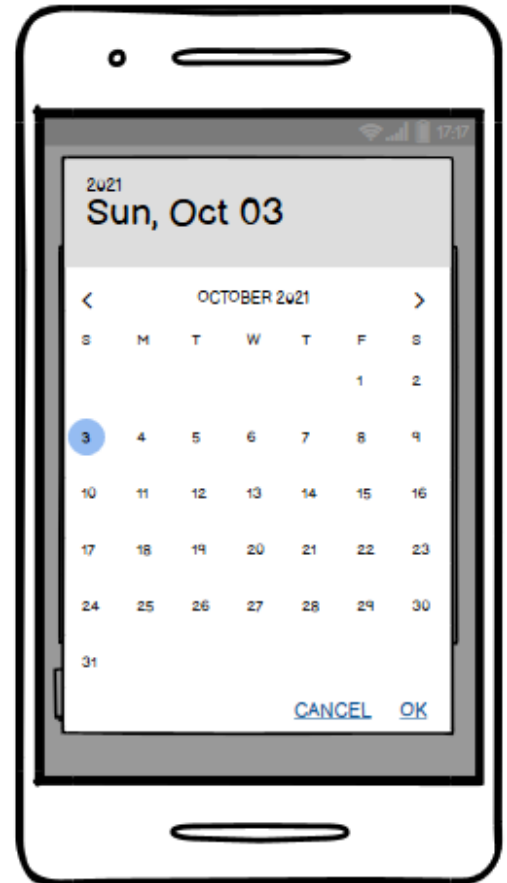 17:17
2021
Sun, Oct 03
< OCTOBER 2021 >
S M T W T F S
1 2
3 4 5 6 7 8 9
10 11 12 13 14 15 16
17 18 19 20 21 22 23
24 25 26 27 28 29 30
31
CANCEL OK